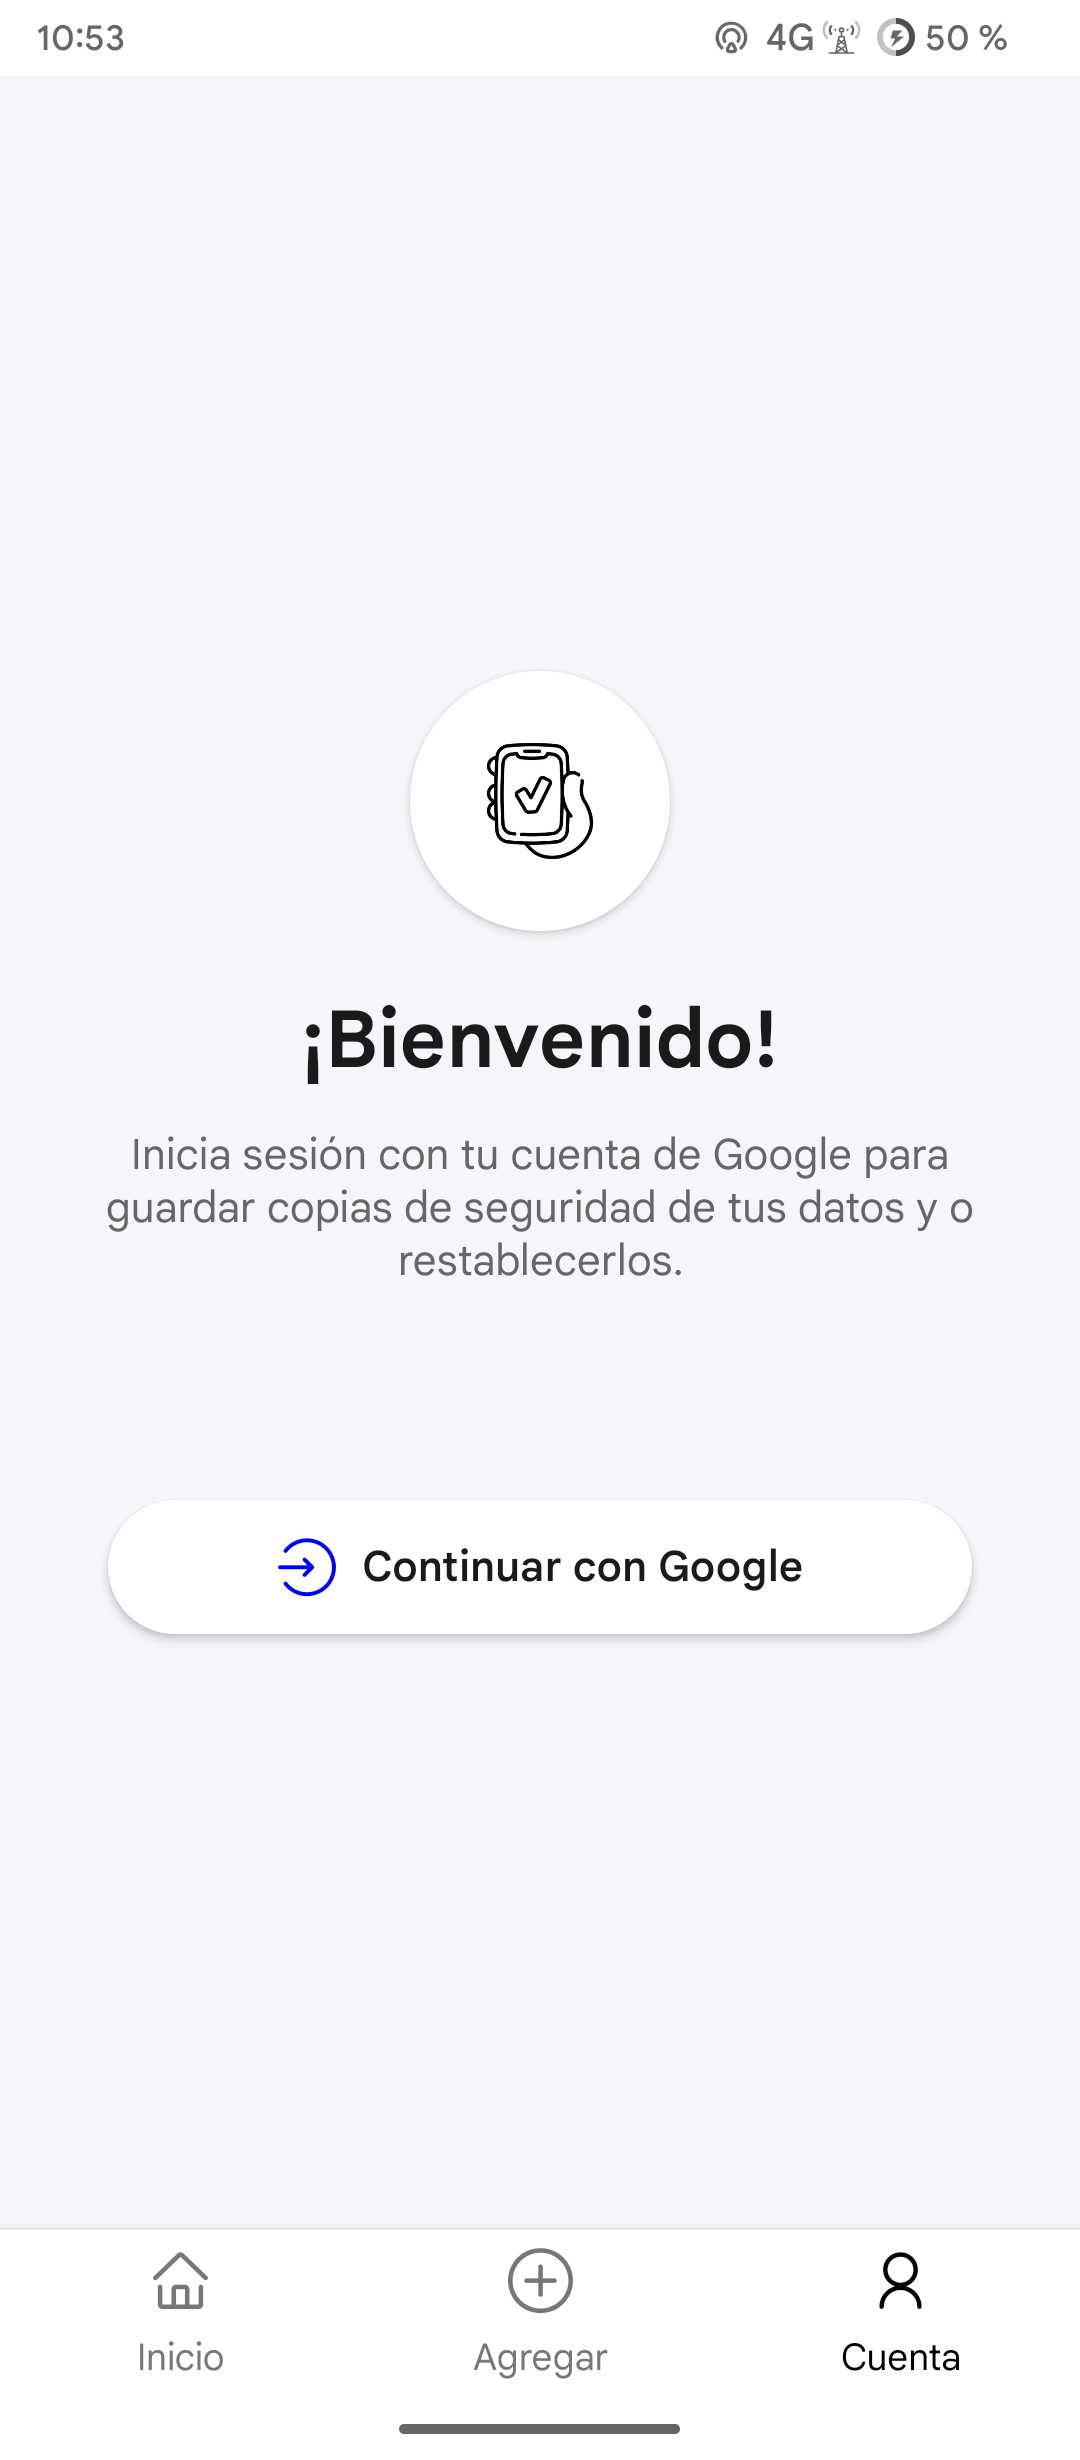 10:53
4G 50 %
¡Bienvenido!
Inicia sesión con tu cuenta de Google para
guardar copias de seguridad de tus datos y o
restablecerlos.
Continuar con Google
Inicio
Agregar
Cuenta